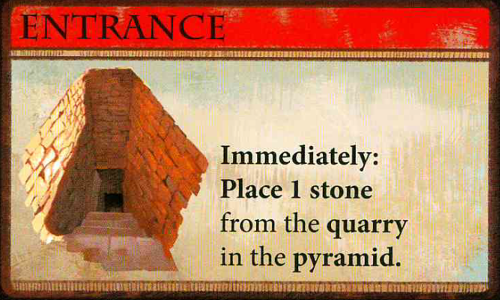 ENTRANCE
Immediately:
Place 1 stone
from the quarry
in the pyramid.